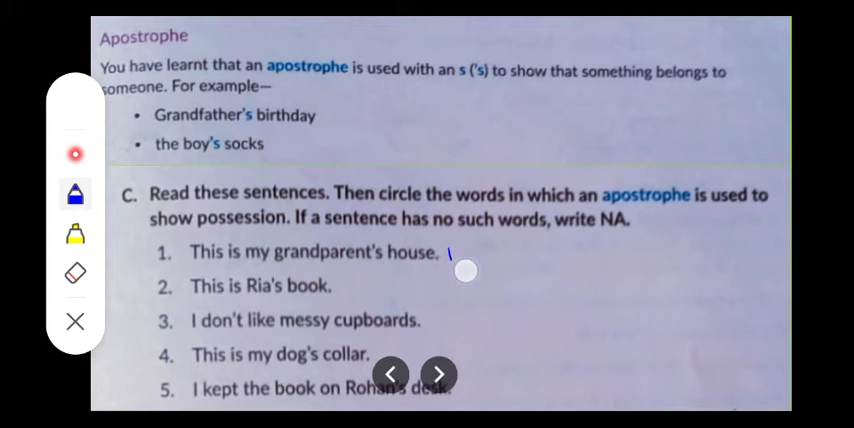 Apostrophe
You have learnt that an apostrophe is used with an s ('s) to show that something belongs to
someone. For example—
• Grandfather's birthday
• the boy's socks
C. Read these sentences. Then circle the words in which an apostrophe is used to
show possession. If a sentence has no such words, write NA.
1. This is my grandparent's house.
2. This is Ria's book.
3. I don't like messy cupboards.
4. This is my dog's collar.
5. I kept the book on Rohan's desk.